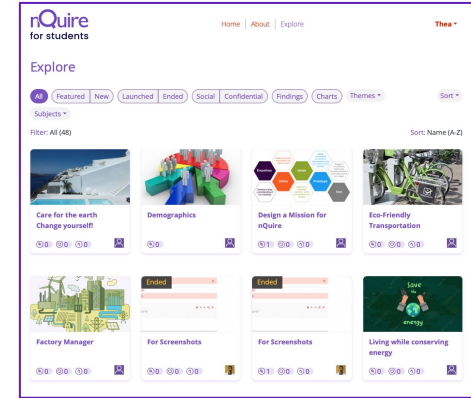 nQuire
for students
Home | About | Explore
Thea
Explore
All Featured New Launched Ended Social Confidential Findings Charts Themes Sort
Subjects
Filter: All (48)
Sort: Name (A-Z)
Care for the earth
Change yourself!
0 0 0
Demographics
0
Design a Mission for
nQuire
1 0 0
Eco-Friendly
Transportation
0 0 0
Factory Manager
0 0 0
Ended
For Screenshots
0 0 0
Ended
For Screenshots
1 0 0
Save
the
energy
Living while conserving
energy
0 0 0